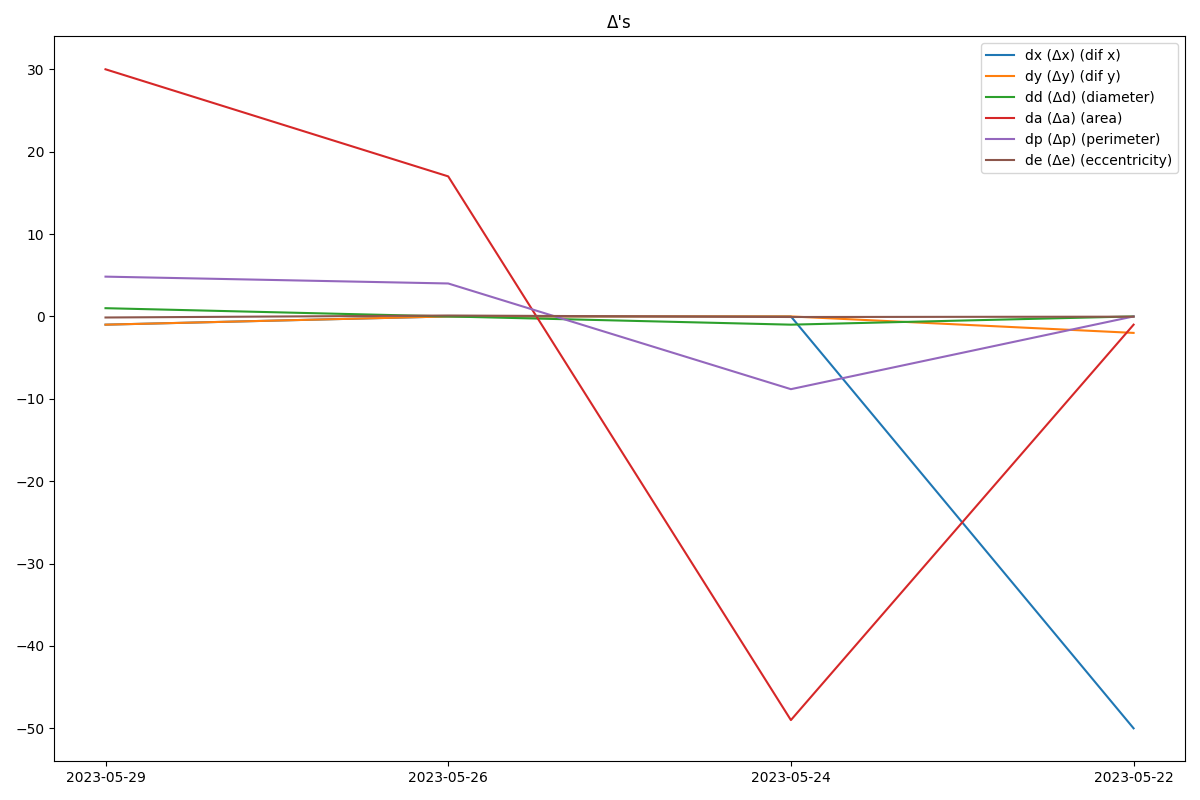 Δ's
dx (Δx) (dif x)
dy (Δy) (dif y)
dd (Δd) (diameter)
da (Δa) (area)
dp (Δp) (perimeter)
de (Δe) (eccentricity)
30
20
10
0
−10
−20
−30
−40
−50
2023-05-29 2023-05-26 2023-05-24 2023-05-22